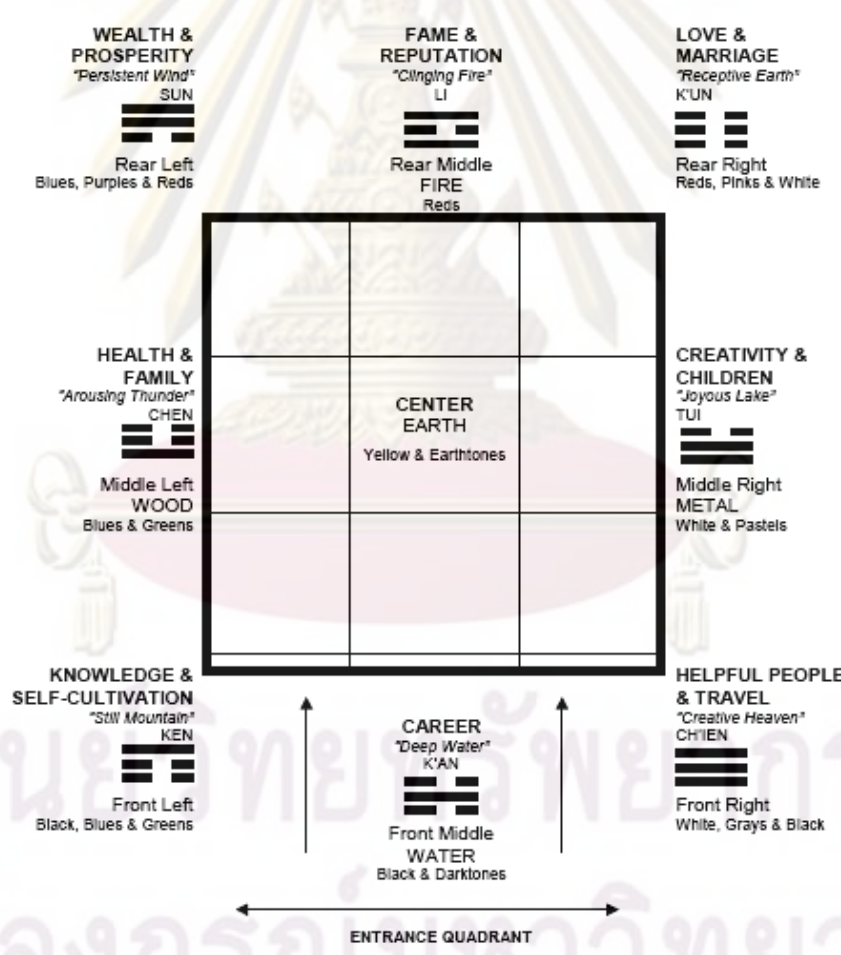 WEALTH &
PROSPERITY
"Persistent Wind"
SUN
Rear Left
Blues, Purples & Reds
FAME &
REPUTATION
"Clinging Fire"
LI
Rear Middle
FIRE
Reds
LOVE &
MARRIAGE
"Receptive Earth"
K'UN
Rear Right
Reds, Pinks & White
HEALTH &
FAMILY
"Arousing Thunder"
CHEN
Middle Left
WOOD
Blues & Greens
CENTER
EARTH
Yellow & Earthtones
CREATIVITY &
CHILDREN
"Joyous Lake"
TUI
Middle Right
METAL
White & Pastels
KNOWLEDGE &
SELF-CULTIVATION
"Still Mountain"
KEN
Front Left
Black, Blues & Greens
CAREER
"Deep Water"
K'AN
Front Middle
WATER
Black & Darktones
HELPFUL PEOPLE
& TRAVEL
"Creative Heaven"
CH'IEN
Front Right
White, Grays & Black
ENTRANCE QUADRANT